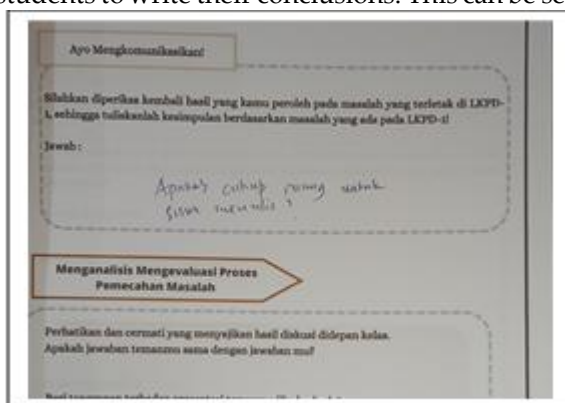 students to write their conclusions. This can be se
Ayo Mengkomunikasikan!
Silahkan diperiksa kembali hasil yang kamu peroleh pada masalah yang terletak di LKPD-
1, sehingga tuliskanlah kesimpulan berdasarkan masalah yang ada pada LKPD-1!
Jawab :
Apakah cukup ruang untuk
siswa menulis ?
Menganalisis Mengevaluasi Proses
Pemecahan Masalah
Perhatikan dan cermati yang menyajikan hasil diskusi didepan kelas.
Apakah jawaban temanmu sama dengan jawaban mu?